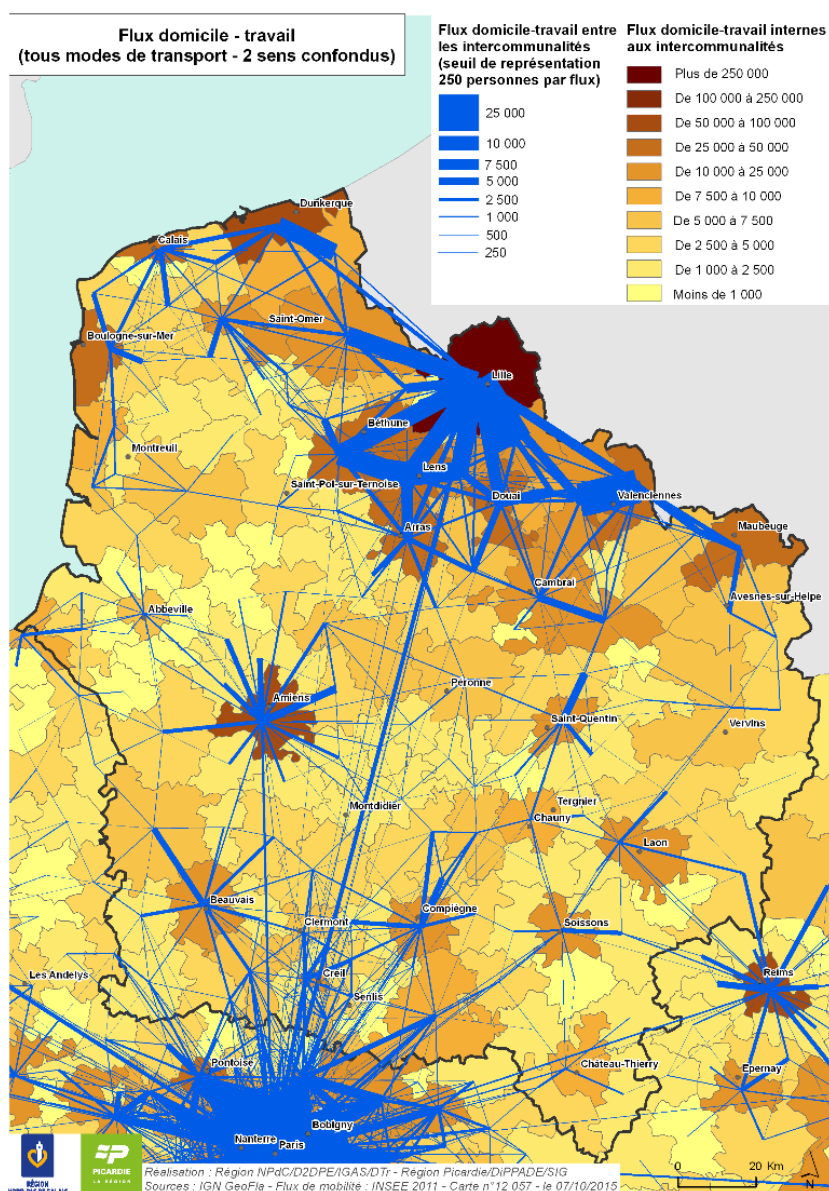 Flux domicile - travail
(tous modes de transport - 2 sens confondus)
Flux domicile-travail entre
les intercommunalités
(seuil de représentation
250 personnes par flux)
25 000
10 000
7 500
5 000
2 500
1 000
500
250
Flux domicile-travail internes
aux intercommunalités
Plus de 250 000
De 100 000 à 250 000
De 50 000 à 100 000
De 25 000 à 50 000
De 10 000 à 25 000
De 7 500 à 10 000
De 5 000 à 7 500
De 2 500 à 5 000
De 1 000 à 2 500
Moins de 1 000
Dunkerque
Calais
Saint-Omer
Boulogne-sur-Mer
Lille
Béthune
Montreuil
Lens
Saint-Pol-sur-Ternoise
Douai
Valenciennes
Arras
Maubeuge
Cambrai
Avesnes-sur-Helpe
Abbeville
Péronne
Amiens
Saint-Quentin
Vervins
Montdidier
Tergnier
Chauny
Laon
Beauvais
Compiègne
Clermont
Soissons
Creil
Les Andelys
Reims
Senlis
Pontoise
Château-Thierry
Epernay
Bobigny
Nanterre
Paris
0 20 Km
PICARDIE
LA RÉGION
Réalisation : Région NPdC/D2DPE/IGAS/DTr - Région Picardie/DiPPADE/SIG
Sources : IGN GeoFla - Flux de mobilité : INSEE 2011 - Carte n°12 057 - le 07/10/2015